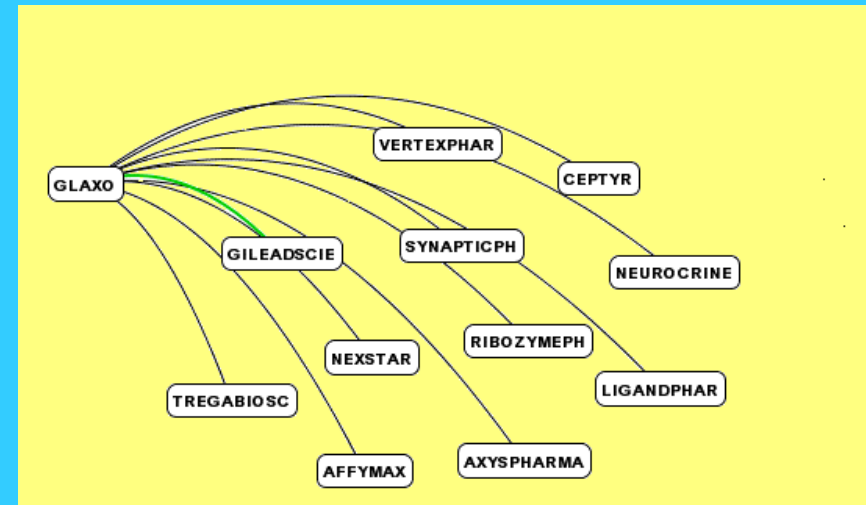 VERTEXPHAR
CEPTYR
GLAXO
SYNAPTICPH
GILEADSCIE
NEUROCRINE
RIBOZYMEPH
NEXSTAR
LIGANDPHAR
TREGABIOSC
AXYSPHARMA
AFFYMAX